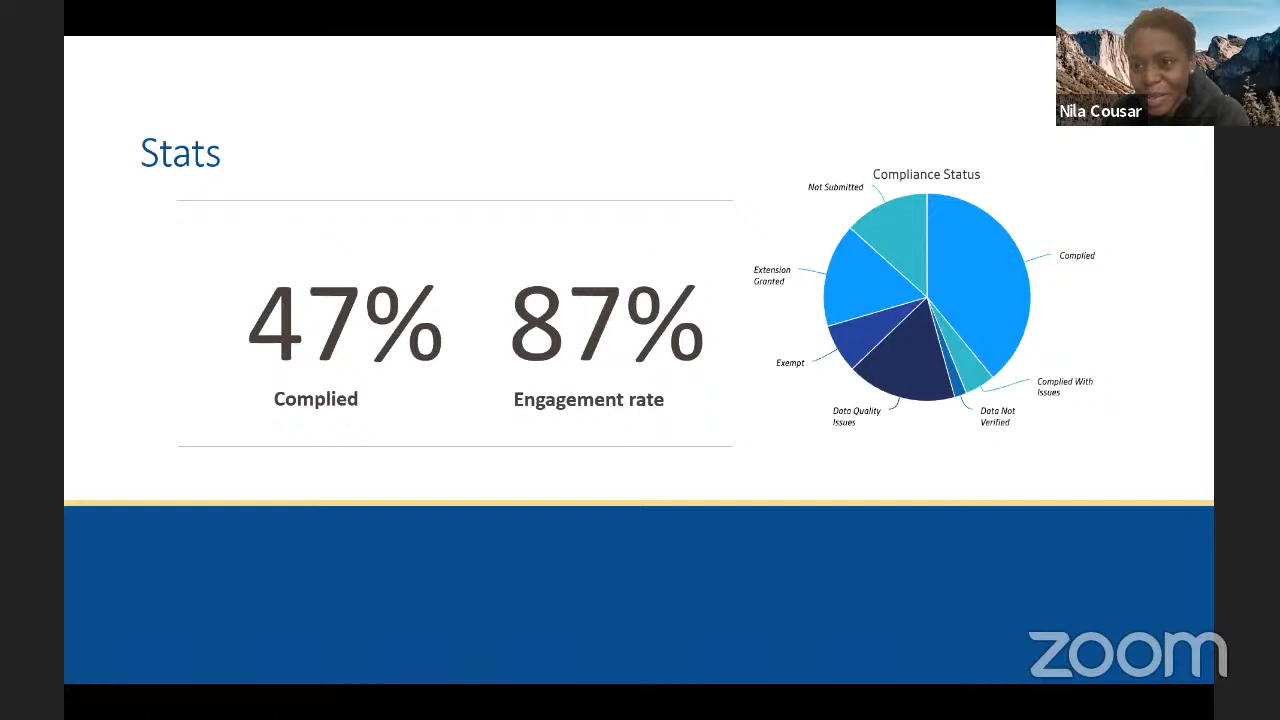 Nila Cousar
Stats
47%
87%
Complied
Engagement rate
Compliance Status
Not Submitted
Complied
Extension
Granted
Exempt
Complied With
Issues
Data Quality
Issues
Data Not
Verified
zoom